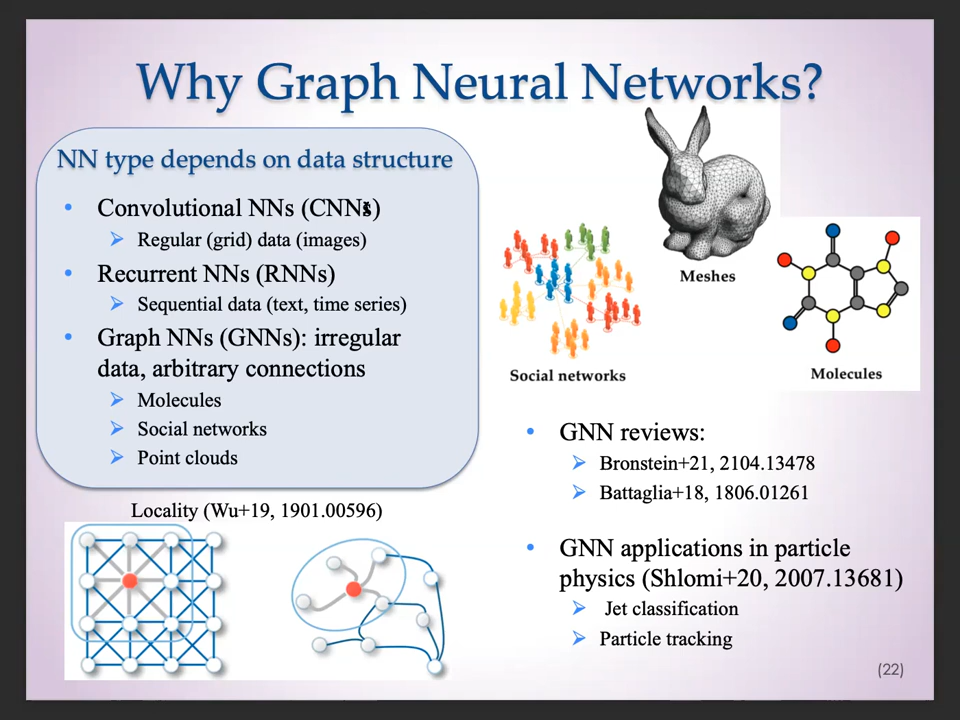 Why Graph Neural Networks?
NN type depends on data structure
• Convolutional NNs (CNNs)
➢ Regular (grid) data (images)
• Recurrent NNs (RNNs)
➢ Sequential data (text, time series)
• Graph NNs (GNNs): irregular
data, arbitrary connections
➢ Molecules
➢ Social networks
➢ Point clouds
Locality (Wu+19, 1901.00596)
Meshes
Social networks
Molecules
• GNN reviews:
➢ Bronstein+21, 2104.13478
➢ Battaglia+18, 1806.01261
• GNN applications in particle
physics (Shlomi+20, 2007.13681)
➢ Jet classification
➢ Particle tracking
(22)